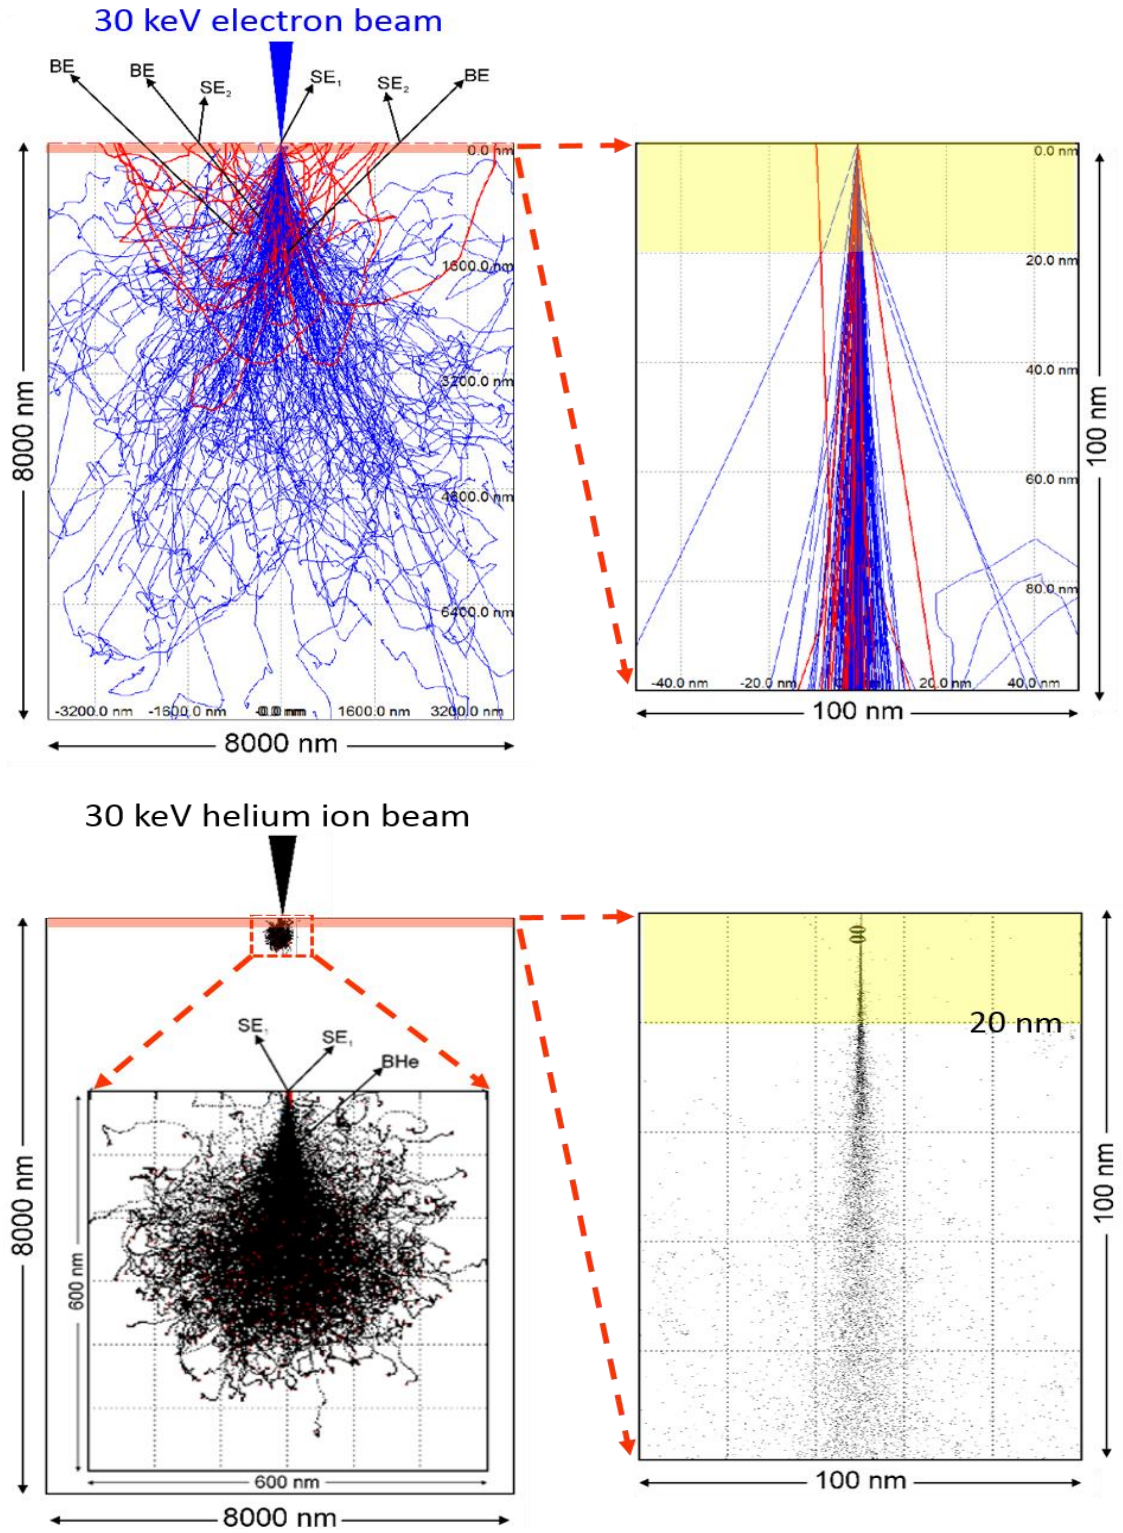 30 keV electron beam
BE
BE
SE₂
SE₁
SE₂
BE
0.0 nm
1600.0 nm
3200.0 nm
4800.0 nm
6400.0 nm
-3200.0 nm
-1600.0 nm
-0.0 nm
1600.0 nm
3200.0 nm
8000 nm
8000 nm
0.0 nm
20.0 nm
40.0 nm
60.0 nm
80.0 nm
-40.0 nm
-20.0 nm
20.0 nm
40.0 nm
100 nm
100 nm
30 keV helium ion beam
SE₁
SE₁
BHe
600 nm
600 nm
8000 nm
8000 nm
20 nm
100 nm
100 nm